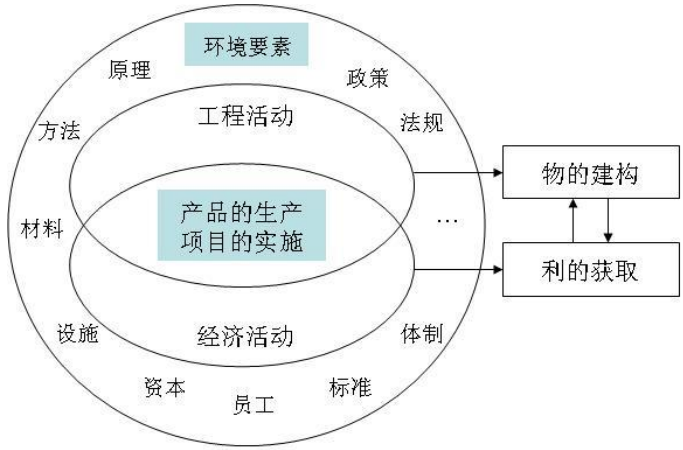 环境要素
原理
政策
方法
工程活动
法规
材料
产品的生产
项目的实施
…
物的建构
利的获取
设施
经济活动
体制
资本
员工
标准